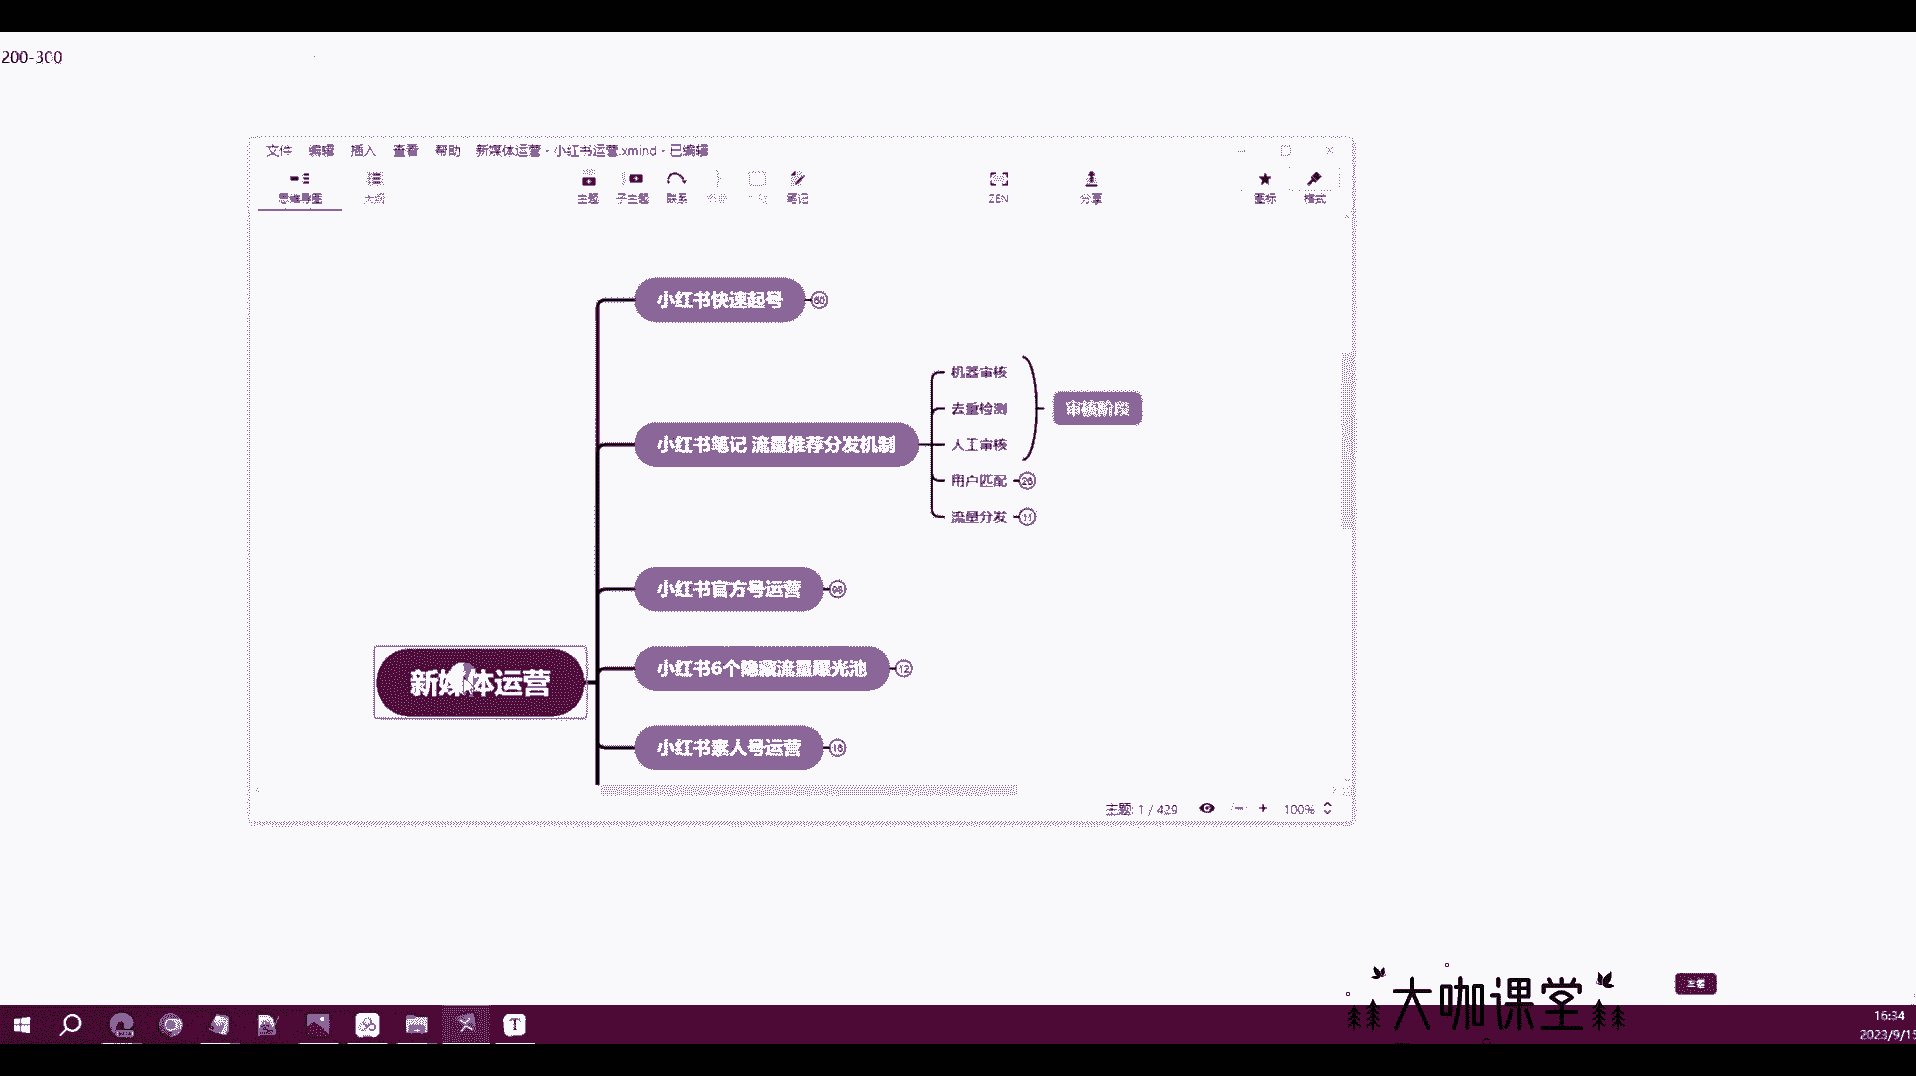 200-300
文件 编辑 插入 查看 帮助 新媒体运营 - 小红书运营.xmind - 已编辑
思维导图 大纲 主题 子主题 联系 笔记 ZEN 分享 图标 格式
小红书快速起号 60
机器审核
去重检测
审核阶段
小红书笔记 流量推荐分发机制
人工审核
用户匹配 26
流量分发 11
小红书官方号运营
新媒体运营
小红书6个隐藏流量曝光池 12
小红书素人号运营
主题: 1 / 429 100%
大咖课堂
T
16:34
2023/9/15